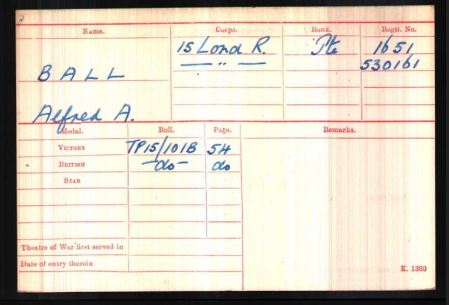 Name. Corps. Rank. Regtl. No.
15 Lond R. Pte 1651
— " — 530161
BALL
Alfred A.
Medal. Roll. Page. Remarks.
VICTORY TP15/101B 54
BRITISH —do— do
STAR
Theatre of War first served in
Date of entry therein
K. 1380